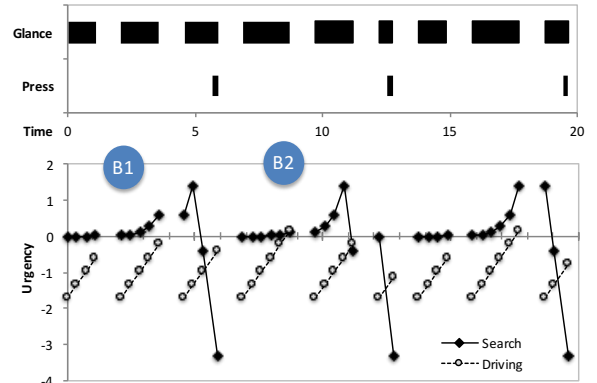 Glance
Press
Time
0 5 10 15 20
B1 B2
2
1
0
-1
-2
-3
-4
Urgency
Search
Driving